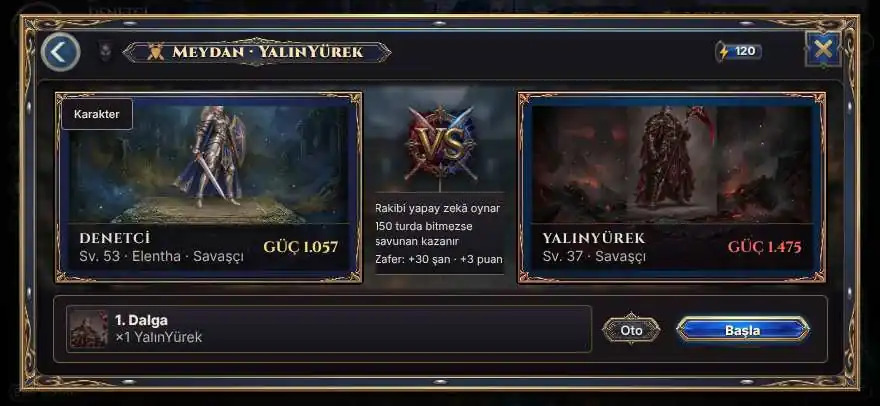 MEYDAN · YALINYÜREK
120
Karakter
VS
DENETCİ
Sv. 53 · Elentha · Savaşçı
GÜÇ 1.057
Rakibi yapay zekâ oynar
150 turda bitmezse
savunan kazanır
Zafer: +30 şan · +3 puan
YALINYÜREK
Sv. 37 · Savaşçı
GÜÇ 1.475
1. Dalga
×1 YalınYürek
Oto
Başla